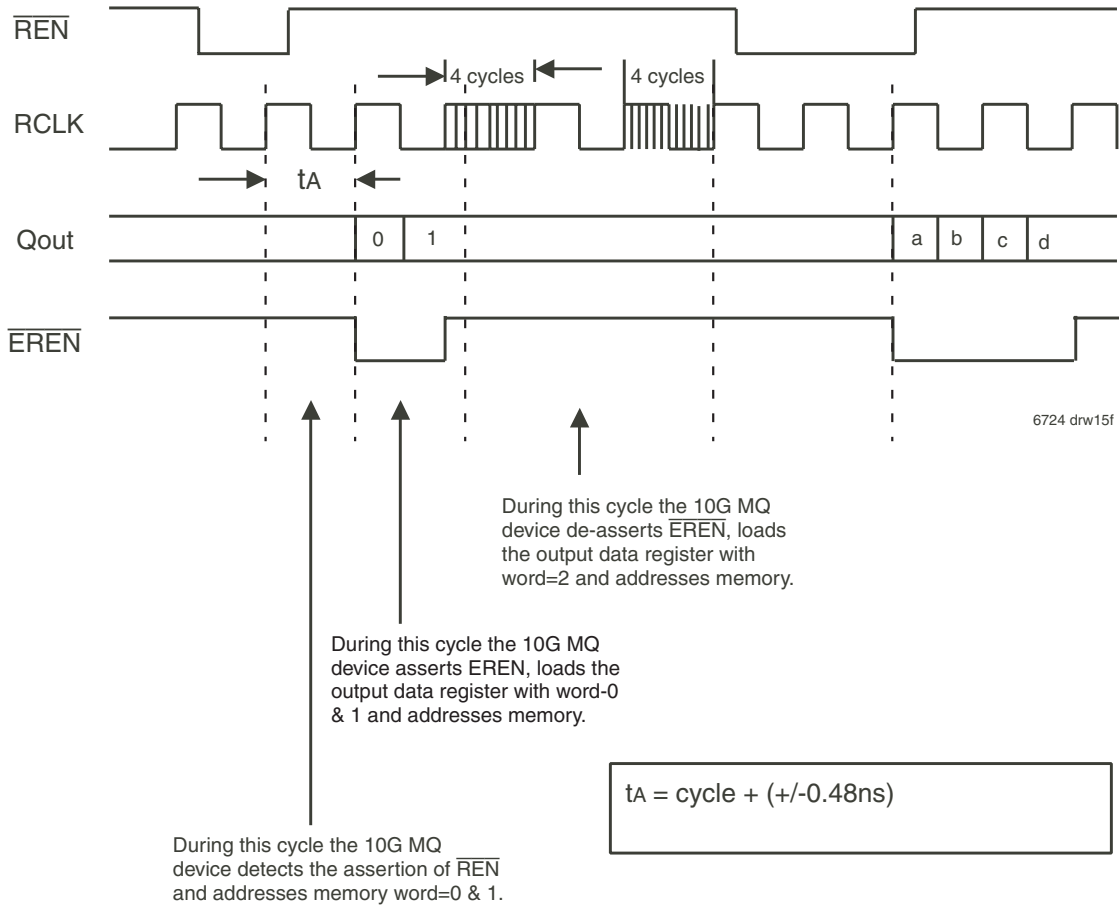 REN
4 cycles
4 cycles
RCLK
tA
Qout
0 1
a b c d
EREN
6724 drw15f
During this cycle the 10G MQ
device de-asserts EREN, loads
the output data register with
word=2 and addresses memory.
During this cycle the 10G MQ
device asserts EREN, loads the
output data register with word-0
& 1 and addresses memory.
tA = cycle + (+/-0.48ns)
During this cycle the 10G MQ
device detects the assertion of REN
and addresses memory word=0 & 1.